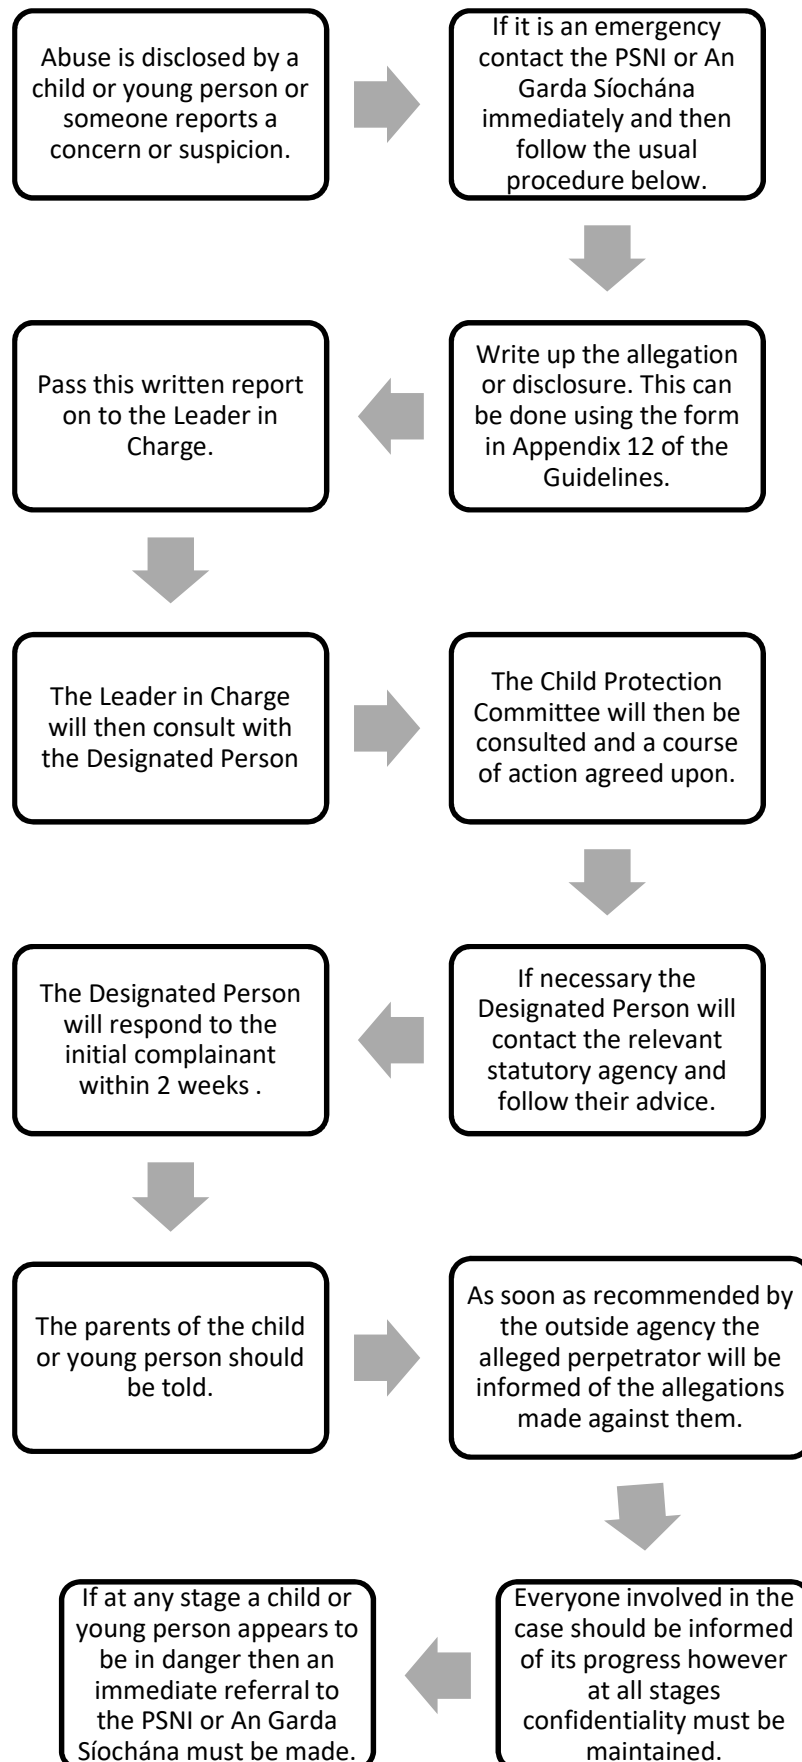 Abuse is disclosed by a
child or young person or
someone reports a
concern or suspicion.
If it is an emergency
contact the PSNI or An
Garda Síochána
immediately and then
follow the usual
procedure below.
Write up the allegation
or disclosure. This can
be done using the form
in Appendix 12 of the
Guidelines.
Pass this written report
on to the Leader in
Charge.
The Leader in Charge
will then consult with
the Designated Person
The Child Protection
Committee will then be
consulted and a course
of action agreed upon.
If necessary the
Designated Person will
contact the relevant
statutory agency and
follow their advice.
The Designated Person
will respond to the
initial complainant
within 2 weeks .
The parents of the child
or young person should
be told.
As soon as recommended by
the outside agency the
alleged perpetrator will be
informed of the allegations
made against them.
Everyone involved in the
case should be informed
of its progress however
at all stages
confidentiality must be
maintained.
If at any stage a child or
young person appears to
be in danger then an
immediate referral to
the PSNI or An Garda
Síochána must be made.